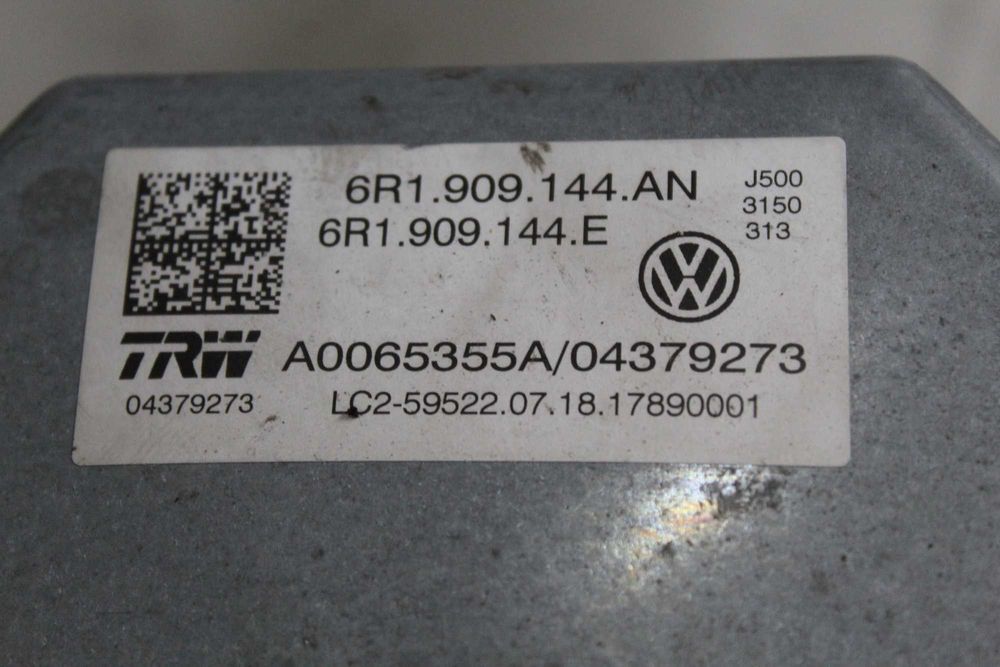 6R1.909.144.AN
6R1.909.144.E
J500
3150
313
TRW
A0065355A/04379273
04379273
LC2-59522.07.18.17890001